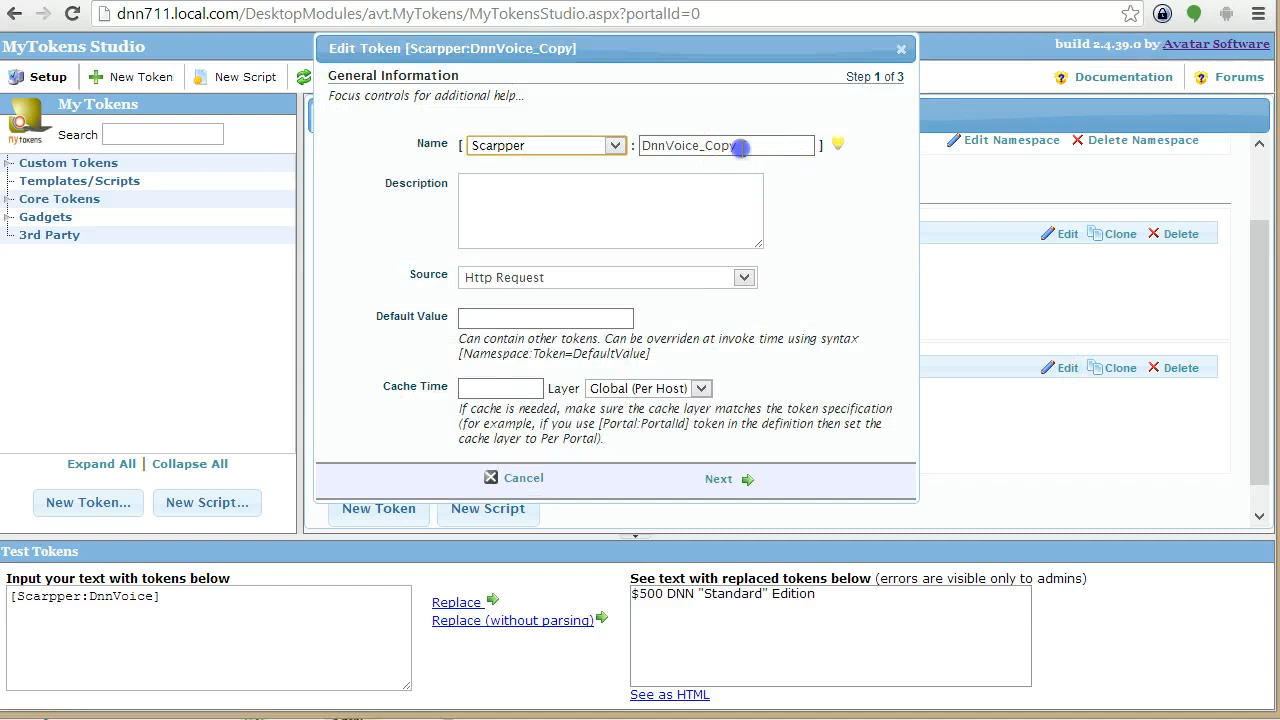 dnn711.local.com/DesktopModules/avt.MyTokens/MyTokensStudio.aspx?portalId=0
MyTokens Studio
build 2.4.39.0 by Avatar Software
Setup
New Token
New Script
Documentation
Forums
My Tokens
my tokens
Search
Custom Tokens
Templates/Scripts
Core Tokens
Gadgets
3rd Party
Expand All | Collapse All
New Token...
New Script...
Edit Token [Scarpper:DnnVoice_Copy]
General Information
Step 1 of 3
Focus controls for additional help...
Name [ Scarpper : DnnVoice_Copy ]
Description
Source Http Request
Default Value
Can contain other tokens. Can be overriden at invoke time using syntax
[Namespace:Token=DefaultValue]
Cache Time Layer Global (Per Host)
If cache is needed, make sure the cache layer matches the token specification
(for example, if you use [Portal:PortalId] token in the definition then set the
cache layer to Per Portal).
Cancel
Next
Edit Namespace
Delete Namespace
Edit Clone Delete
Edit Clone Delete
New Token
New Script
Test Tokens
Input your text with tokens below
[Scarpper:DnnVoice]
Replace
Replace (without parsing)
See text with replaced tokens below (errors are visible only to admins)
$500 DNN "Standard" Edition
See as HTML